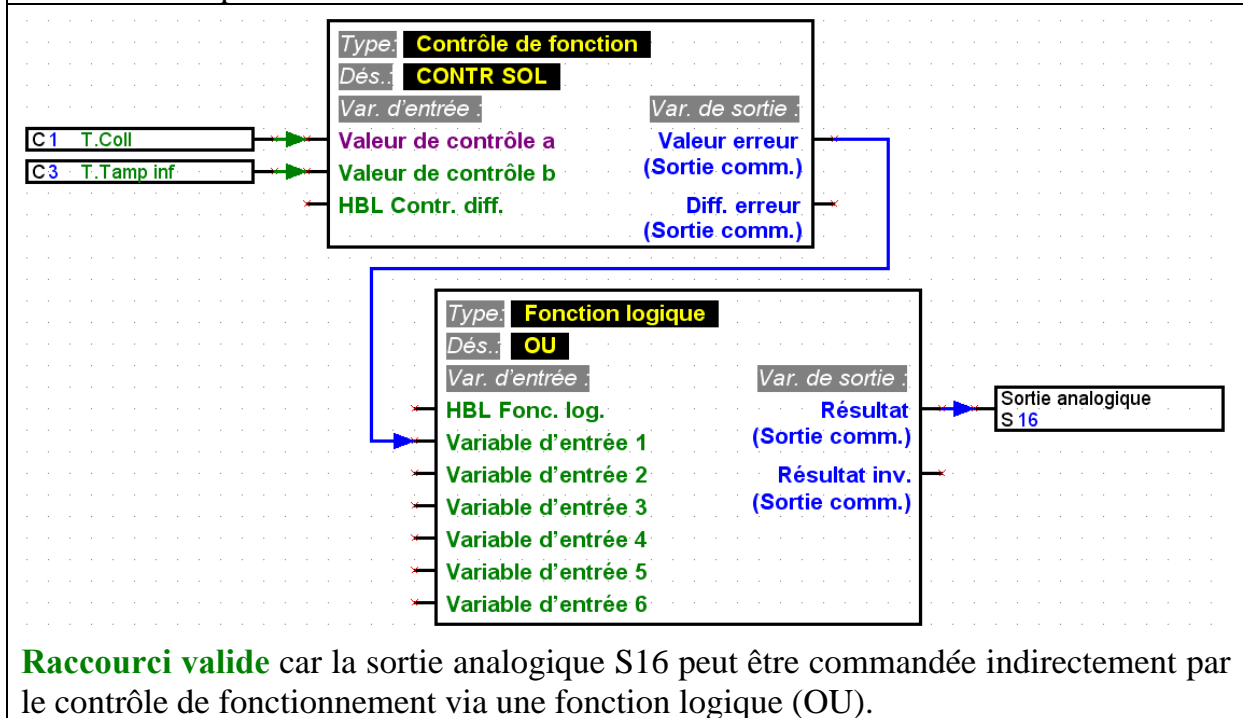 Type: Contrôle de fonction
Dés.: CONTR SOL
Var. d'entrée : Var. de sortie :
C1 T.Coll Valeur de contrôle a Valeur erreur
(Sortie comm.)
C3 T.Tamp inf Valeur de contrôle b
HBL Contr. diff. Diff. erreur
(Sortie comm.)
Type: Fonction logique
Dés.: OU
Var. d'entrée : Var. de sortie :
HBL Fonc. log. Résultat
(Sortie comm.)
Sortie analogique
S 16
Variable d'entrée 1
Variable d'entrée 2 Résultat inv.
(Sortie comm.)
Variable d'entrée 3
Variable d'entrée 4
Variable d'entrée 5
Variable d'entrée 6
Raccourci valide car la sortie analogique S16 peut être commandée indirectement par
le contrôle de fonctionnement via une fonction logique (OU).